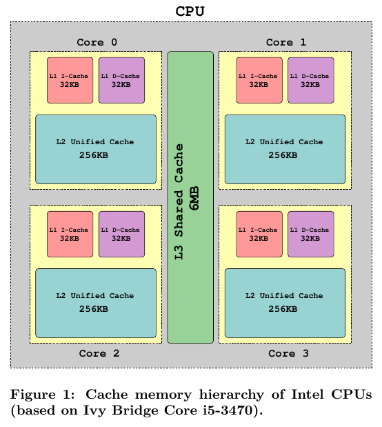 CPU
Core 0
L1 I-Cache
32KB
L1 D-Cache
32KB
L2 Unified Cache
256KB
L3 Shared Cache
6MB
Core 1
L1 I-Cache
32KB
L1 D-Cache
32KB
L2 Unified Cache
256KB
L1 I-Cache
32KB
L1 D-Cache
32KB
L2 Unified Cache
256KB
Core 2
L1 I-Cache
32KB
L1 D-Cache
32KB
L2 Unified Cache
256KB
Core 3
Figure 1: Cache memory hierarchy of Intel CPUs
(based on Ivy Bridge Core i5-3470).